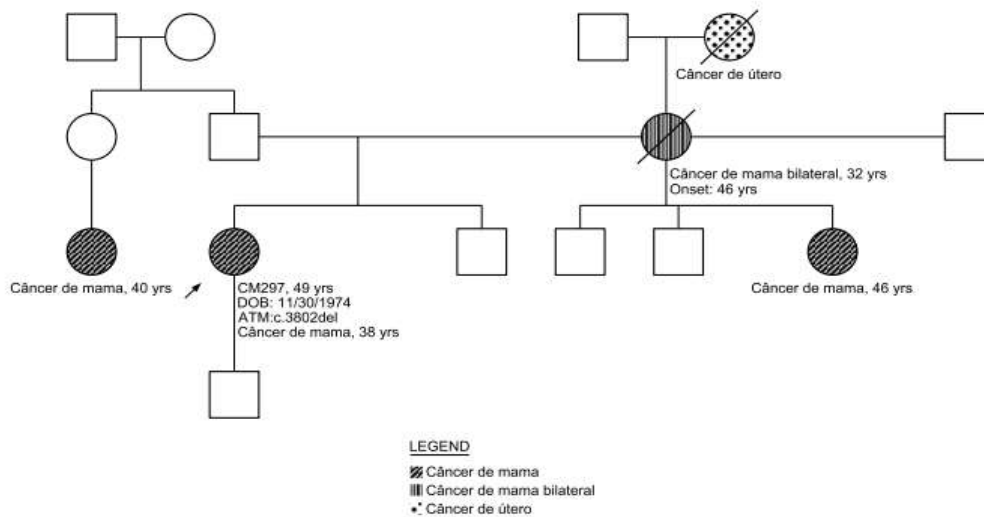 Câncer de útero
Câncer de mama bilateral, 32 yrs
Onset: 46 yrs
Câncer de mama, 40 yrs
CM297, 49 yrs
DOB: 11/30/1974
ATM:c.3802del
Câncer de mama, 38 yrs
Câncer de mama, 46 yrs
LEGEND
Câncer de mama
Câncer de mama bilateral
Câncer de útero